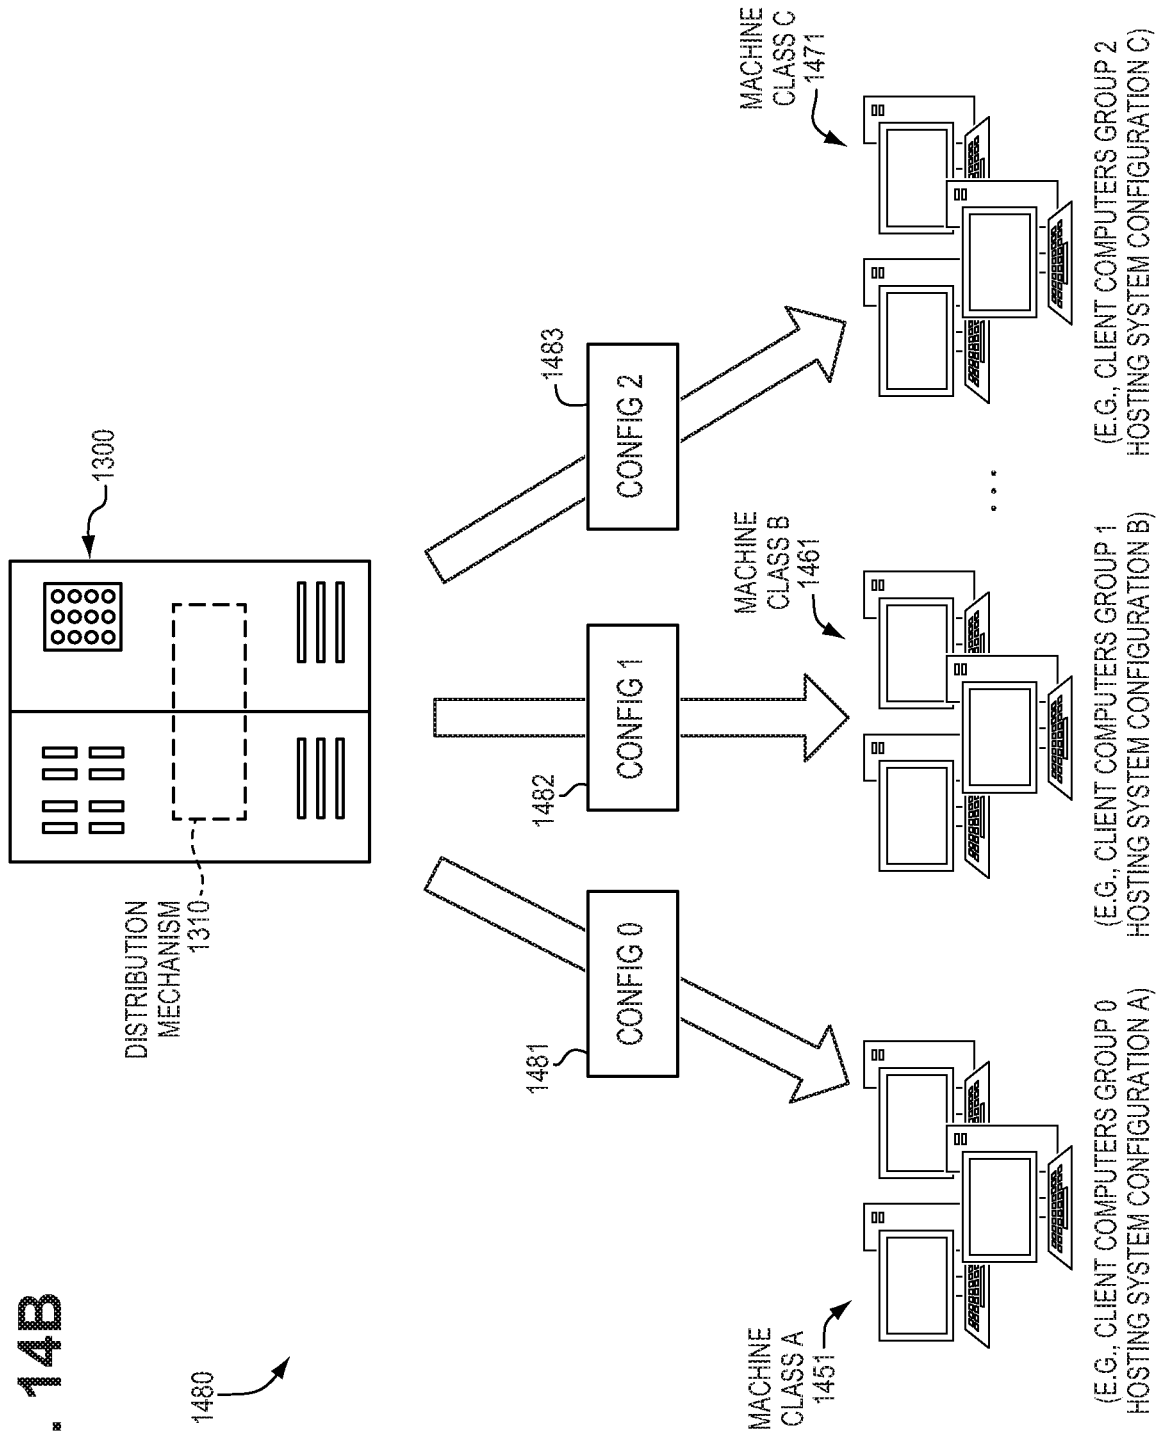 . 14B
1480
1300
DISTRIBUTION
MECHANISM
1310
1481
CONFIG 0
1482
CONFIG 1
1483
CONFIG 2
MACHINE
CLASS A
1451
MACHINE
CLASS B
1461
MACHINE
CLASS C
1471
. . .
(E.G., CLIENT COMPUTERS GROUP 0
HOSTING SYSTEM CONFIGURATION A)
(E.G., CLIENT COMPUTERS GROUP 1
HOSTING SYSTEM CONFIGURATION B)
(E.G., CLIENT COMPUTERS GROUP 2
HOSTING SYSTEM CONFIGURATION C)